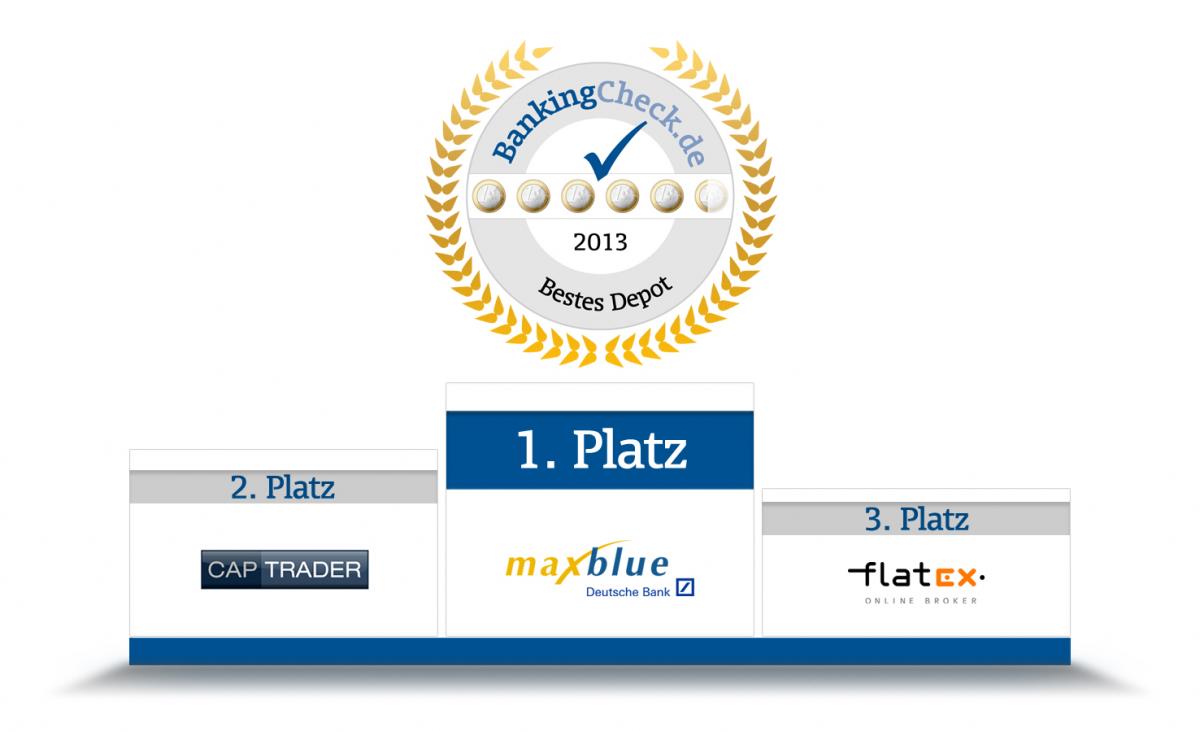 BankingCheck.de
2013
Bestes Depot
1. Platz
maxblue
Deutsche Bank
2. Platz
CAP TRADER
3. Platz
flatex
ONLINE BROKER